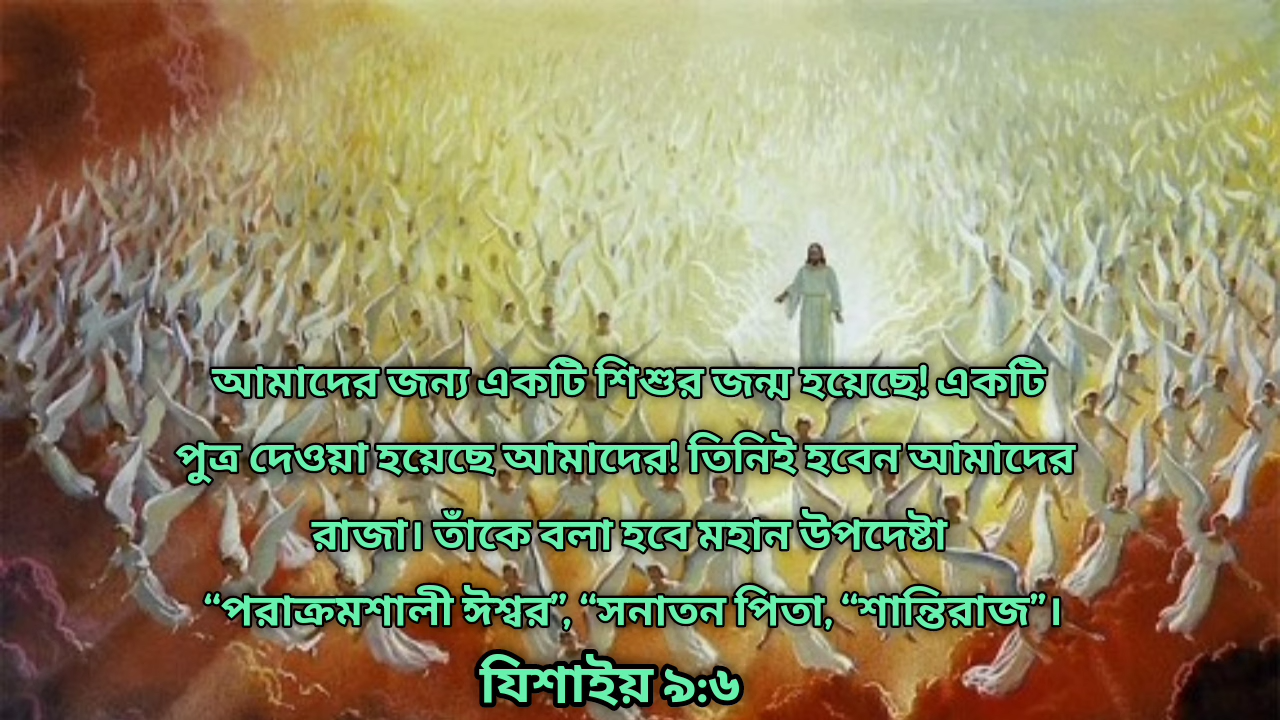 আমাদের জন্য একটি শিশুর জন্ম হয়েছে! একটি
পুত্র দেওয়া হয়েছে আমাদের! তিনিই হবেন আমাদের
রাজা। তাঁকে বলা হবে মহান উপদেষ্টা
“পরাক্রমশালী ঈশ্বর”, “সনাতন পিতা, “শান্তিরাজ”।
যিশাইয় ৯:৬